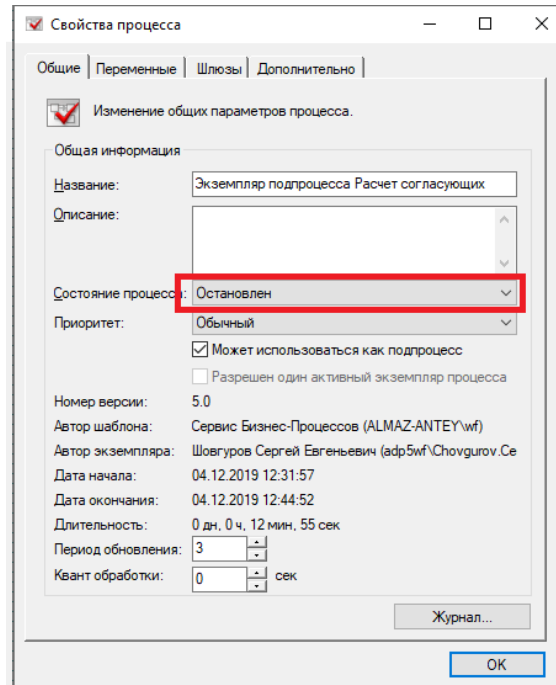 Свойства процесса
Общие Переменные Шлюзы Дополнительно
Изменение общих параметров процесса.
Общая информация
Название: Экземпляр подпроцесса Расчет согласующих
Описание:
Состояние процесса: Остановлен
Приоритет: Обычный
Может использоваться как подпроцесс
Разрешен один активный экземпляр процесса
Номер версии: 5.0
Автор шаблона: Сервис Бизнес-Процессов (ALMAZ-ANTEY\wf)
Автор экземпляра: Шовгуров Сергей Евгеньевич (adp5wf\Chovgurov.Ce
Дата начала: 04.12.2019 12:31:57
Дата окончания: 04.12.2019 12:44:52
Длительность: 0 дн, 0 ч, 12 мин, 55 сек
Период обновления: 3
Квант обработки: 0 сек
Журнал...
OK